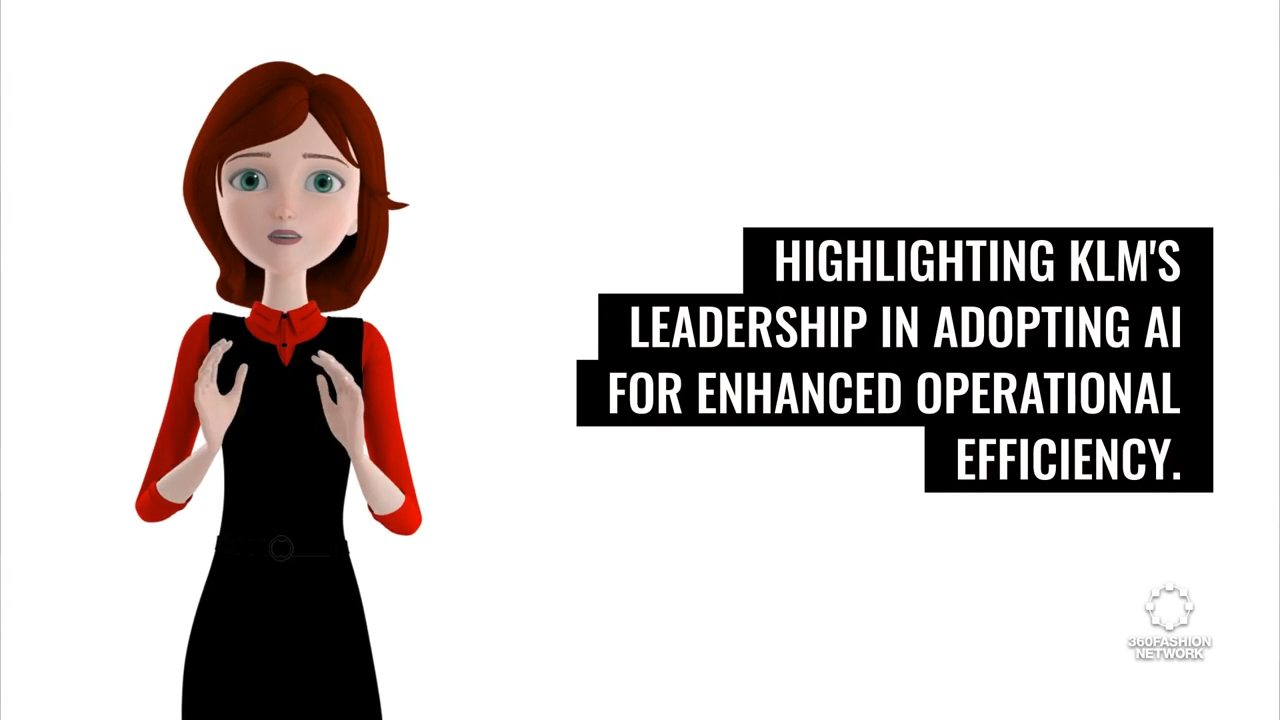 HIGHLIGHTING KLM'S
LEADERSHIP IN ADOPTING AI
FOR ENHANCED OPERATIONAL
EFFICIENCY.
360FASHION
NETWORK